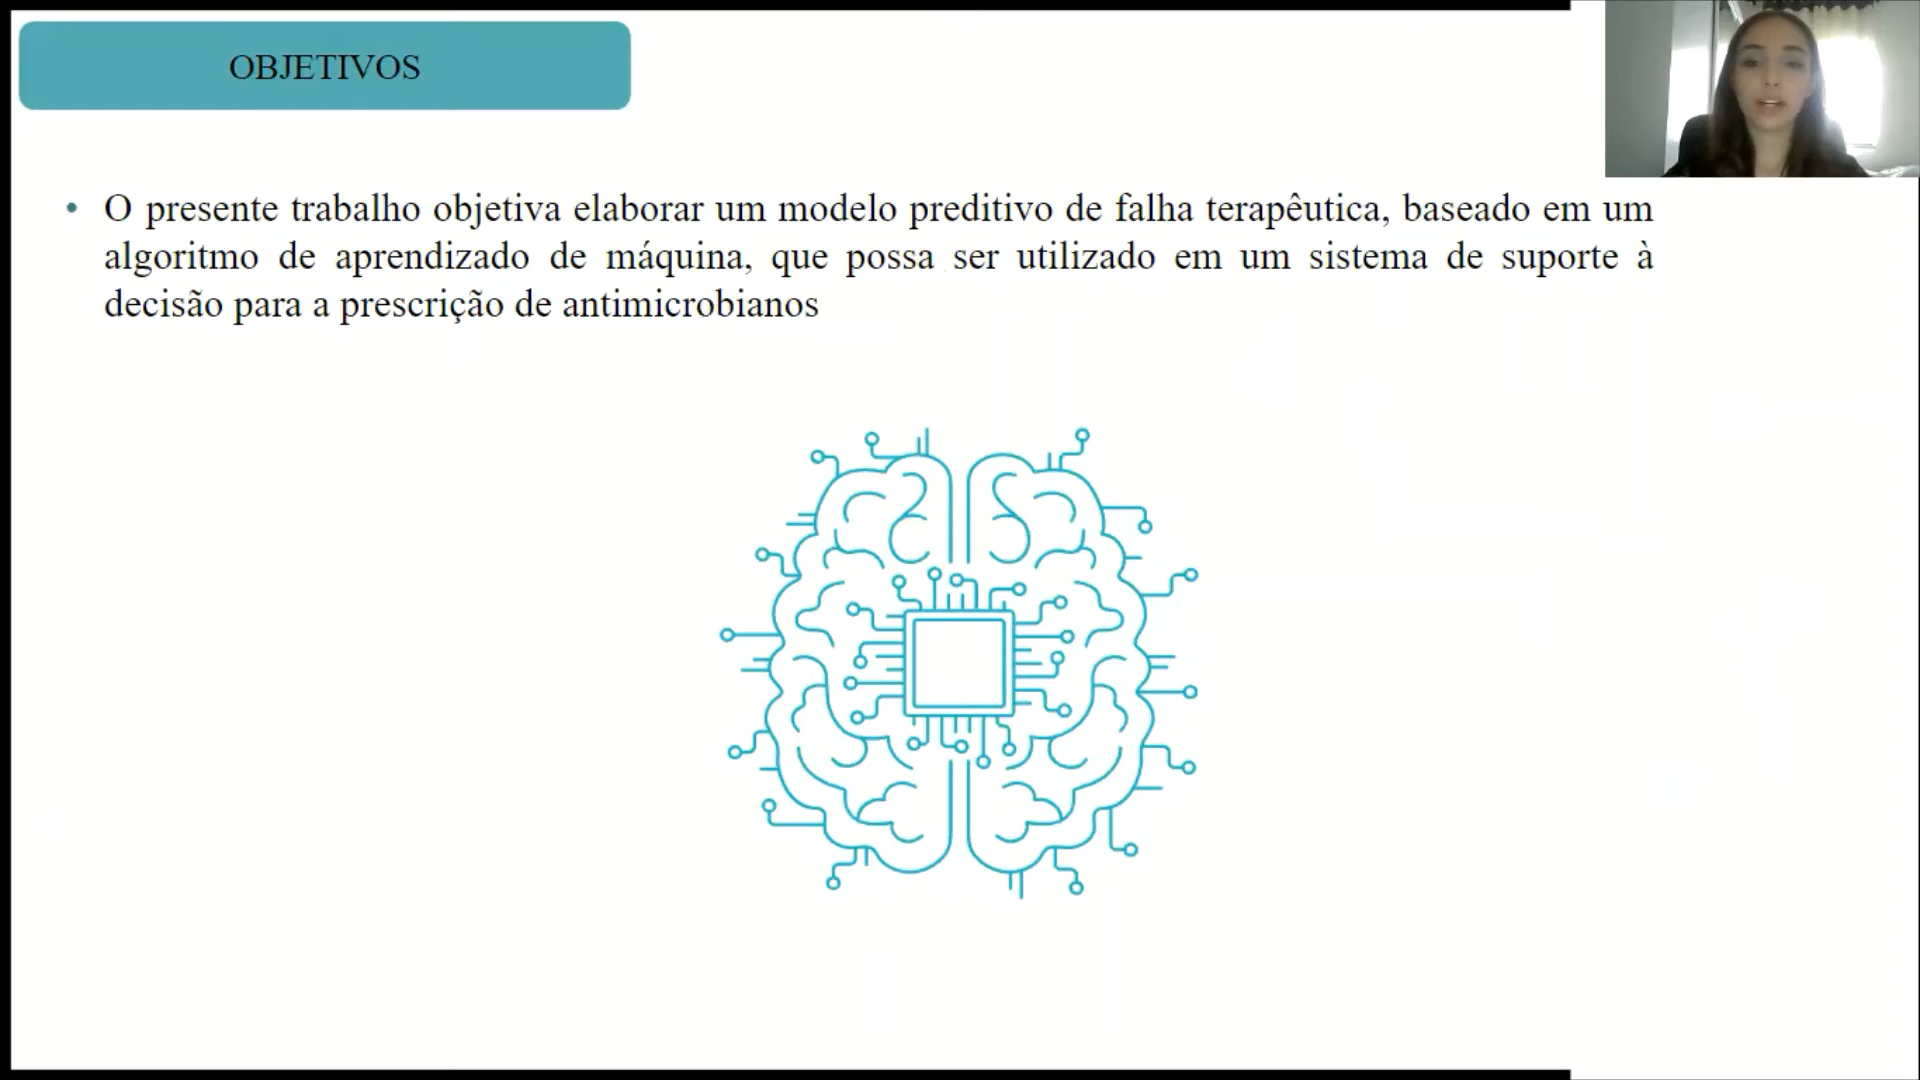 OBJETIVOS
• O presente trabalho objetiva elaborar um modelo preditivo de falha terapêutica, baseado em um
algoritmo de aprendizado de máquina, que possa ser utilizado em um sistema de suporte à
decisão para a prescrição de antimicrobianos